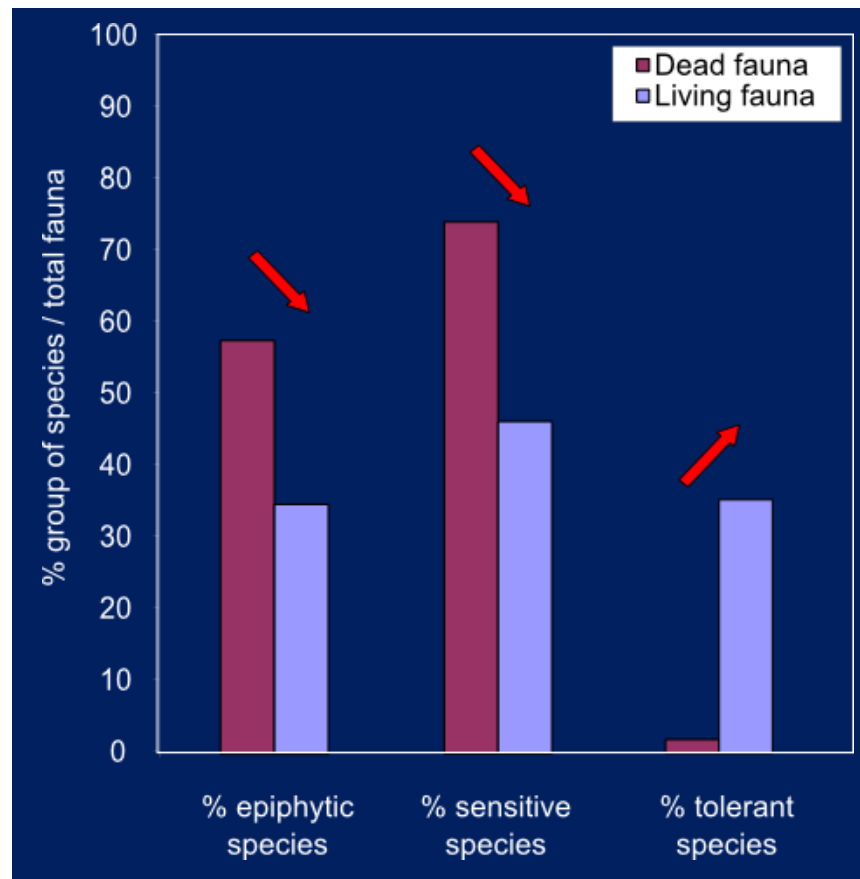 100
90
80
70
60
50
40
30
20
10
0
% group of species / total fauna
Dead fauna
Living fauna
% epiphytic
species
% sensitive
species
% tolerant
species